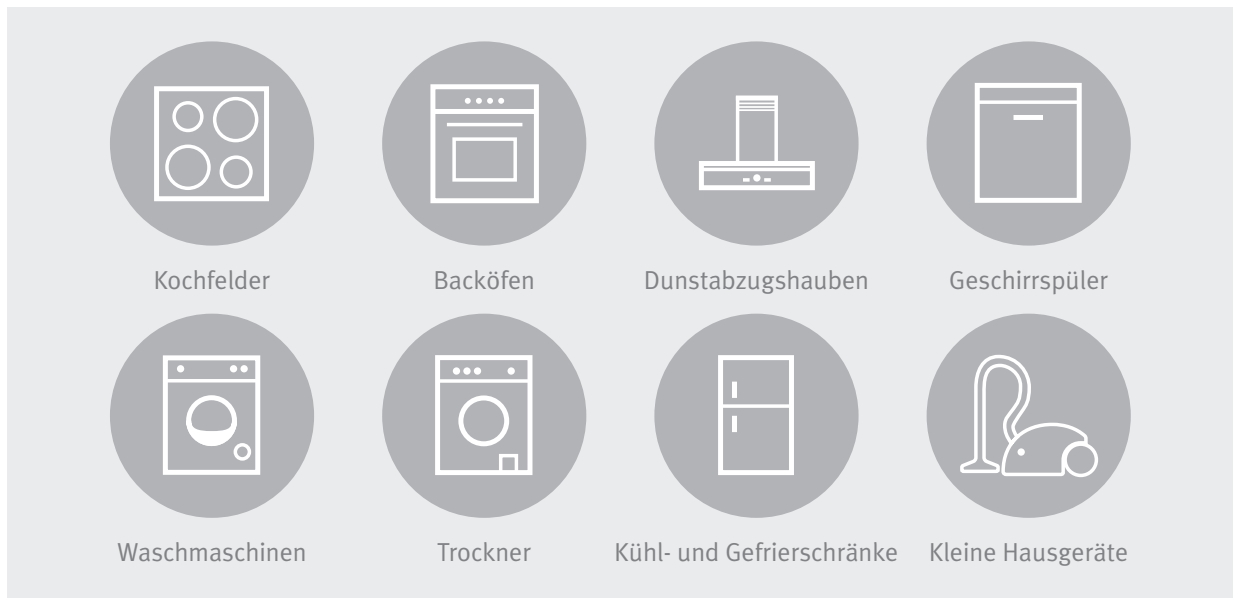 Kochfelder
Backöfen
Dunstabzugshauben
Geschirrspüler
Waschmaschinen
Trockner
Kühl- und Gefrierschränke
Kleine Hausgeräte